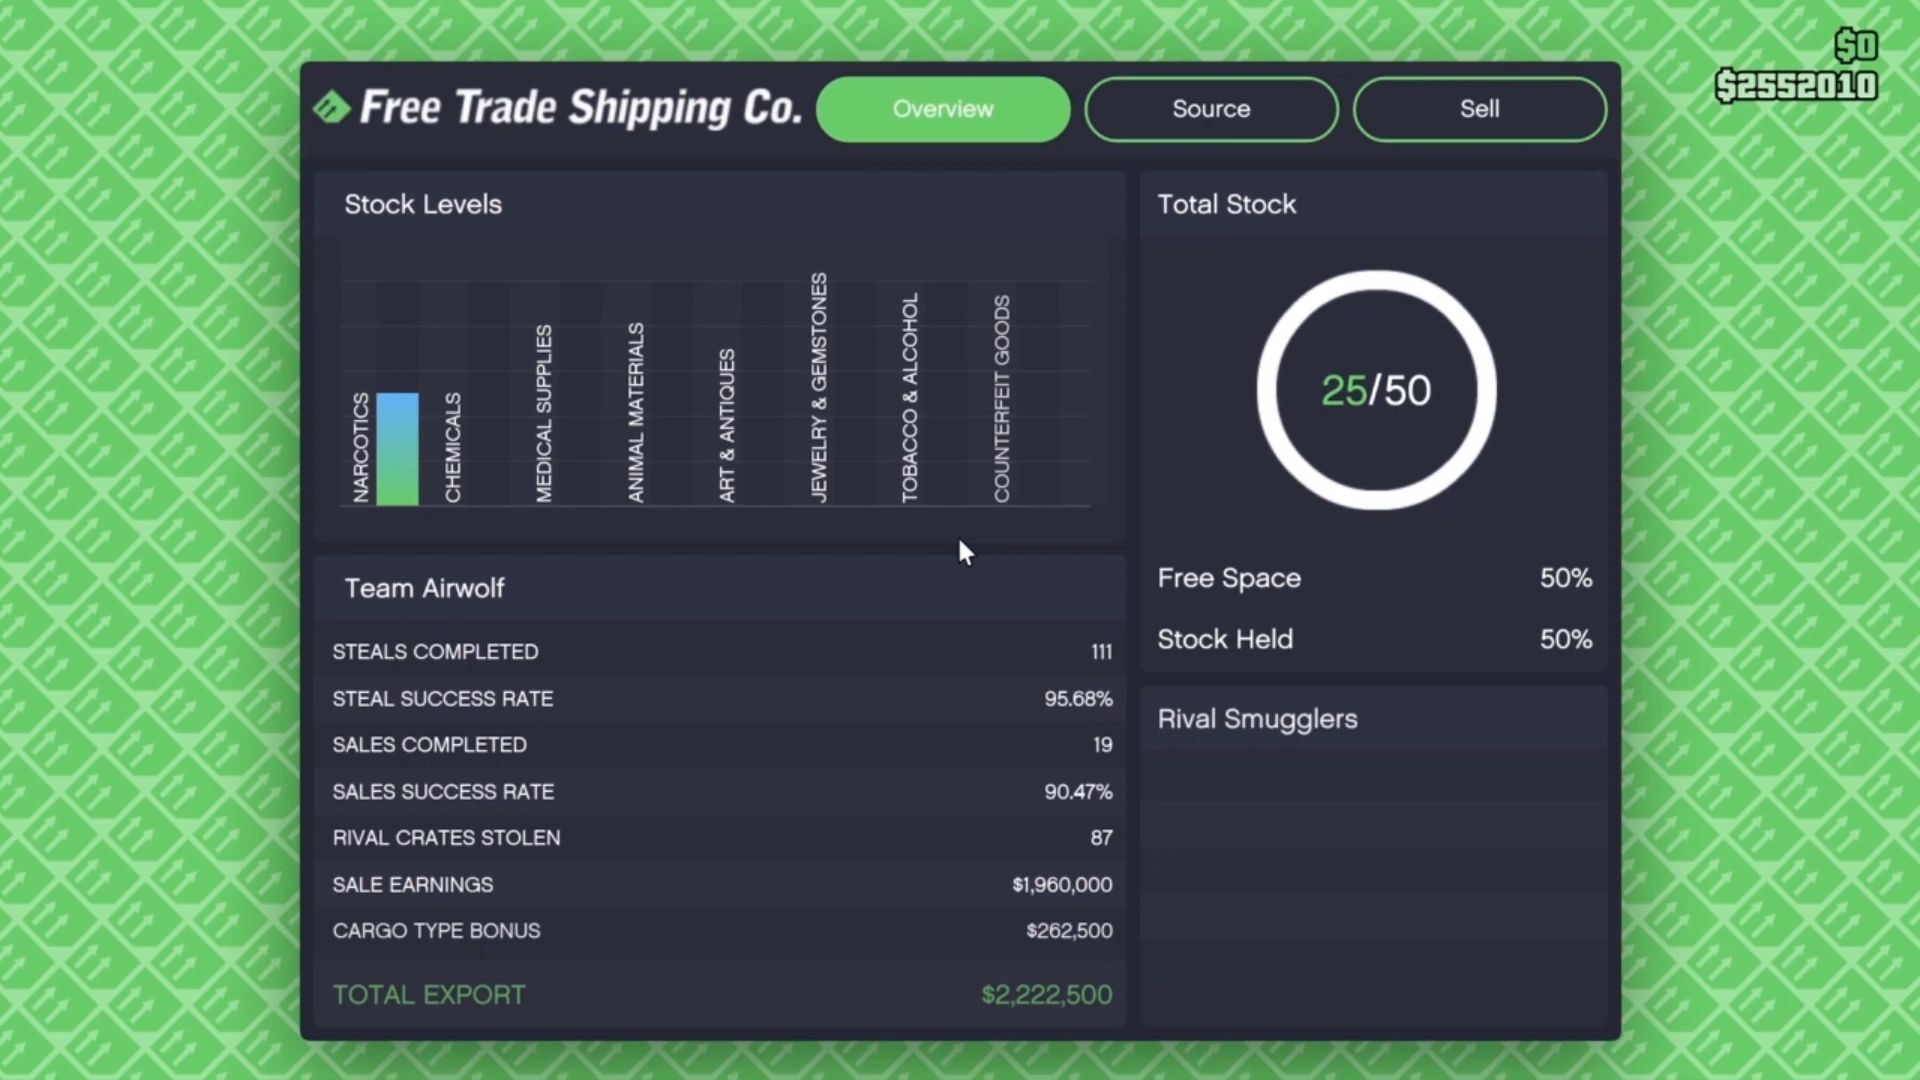 $0
$2552010
Free Trade Shipping Co.
Overview
Source
Sell
Stock Levels
NARCOTICS
CHEMICALS
MEDICAL SUPPLIES
ANIMAL MATERIALS
ART & ANTIQUES
JEWELRY & GEMSTONES
TOBACCO & ALCOHOL
COUNTERFEIT GOODS
Total Stock
25/50
Free Space 50%
Stock Held 50%
Team Airwolf
STEALS COMPLETED 111
STEAL SUCCESS RATE 95.68%
SALES COMPLETED 19
SALES SUCCESS RATE 90.47%
RIVAL CRATES STOLEN 87
SALE EARNINGS $1,960,000
CARGO TYPE BONUS $262,500
TOTAL EXPORT $2,222,500
Rival Smugglers